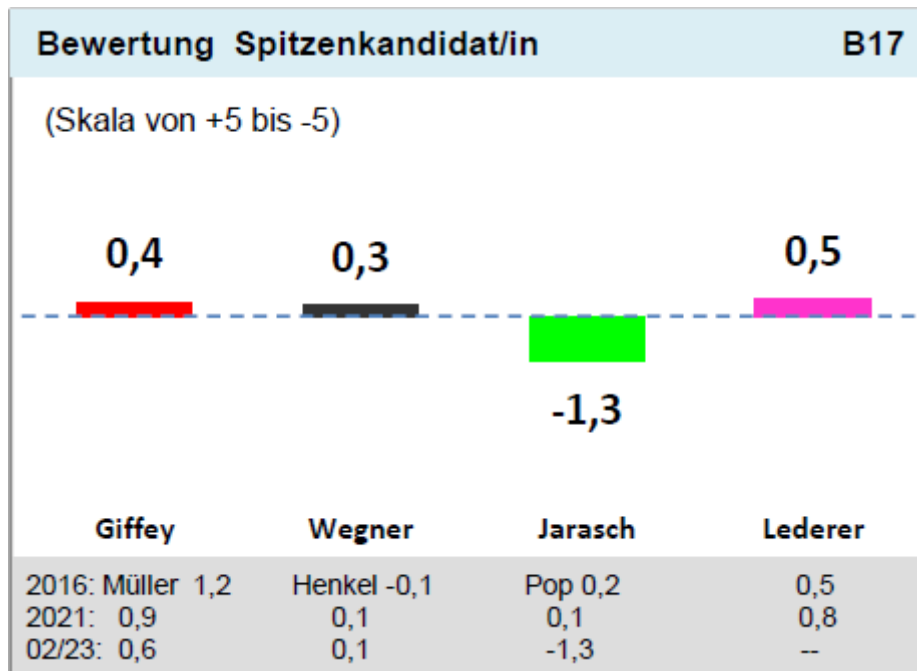 Bewertung Spitzenkandidat/in B17
(Skala von +5 bis -5)
0,4 0,3 0,5
-1,3
Giffey Wegner Jarasch Lederer
2016: Müller 1,2 Henkel -0,1 Pop 0,2 0,5
2021: 0,9 0,1 0,1 0,8
02/23: 0,6 0,1 -1,3 --